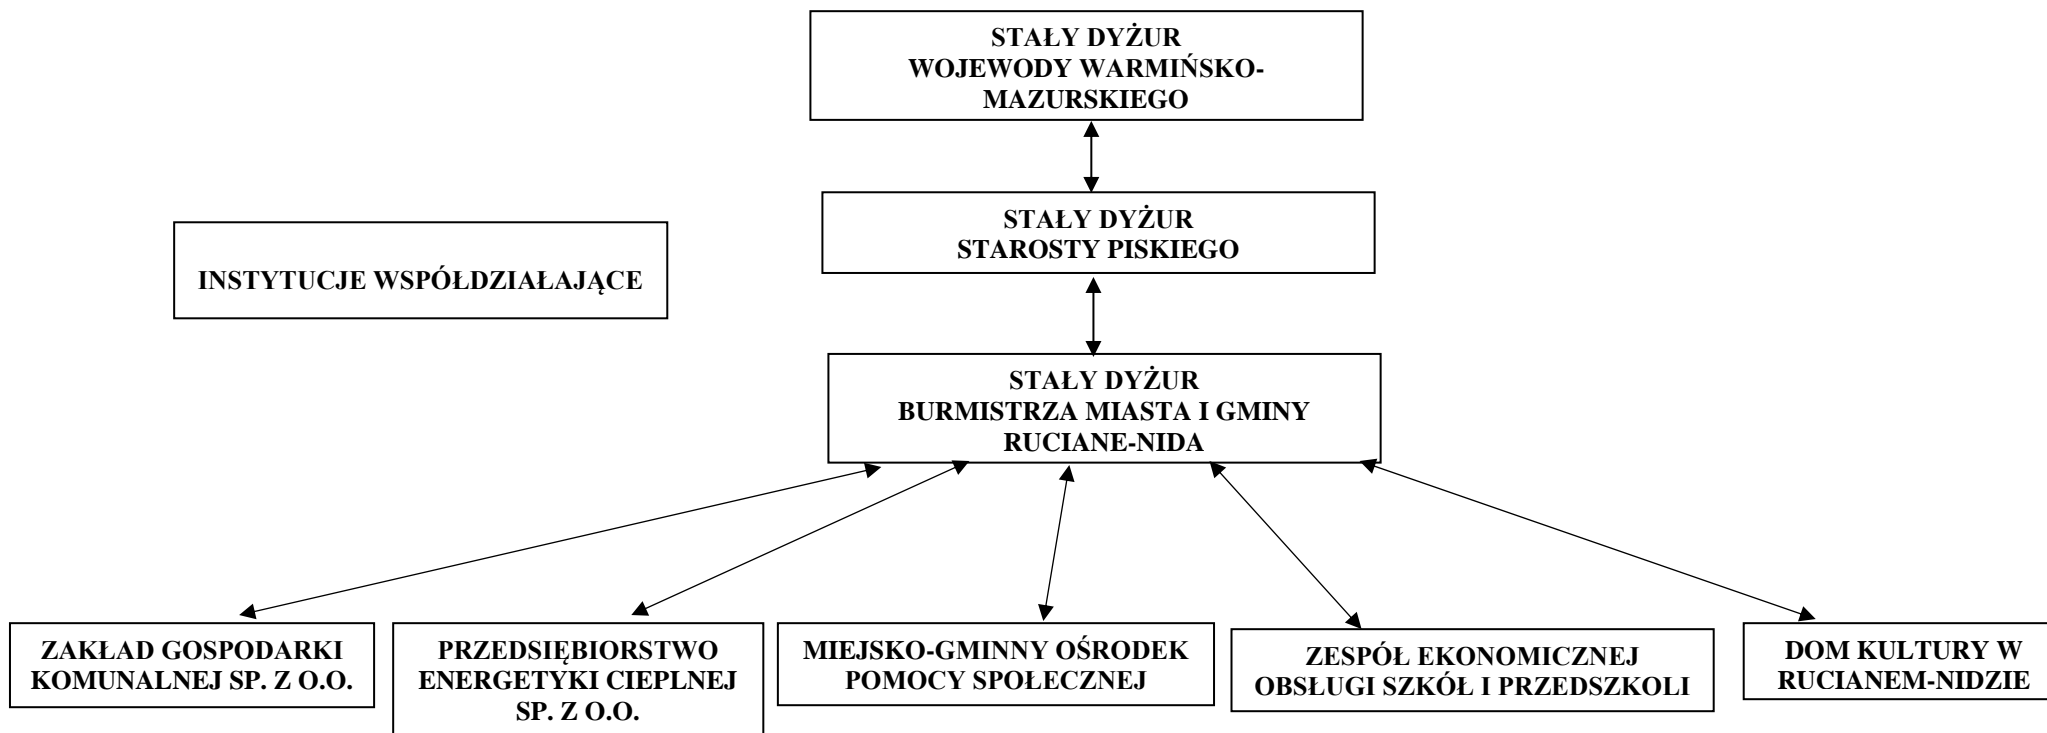 STAŁY DYŻUR
WOJEWODY WARMIŃSKO-
MAZURSKIEGO
STAŁY DYŻUR
STAROSTY PISKIEGO
INSTYTUCJE WSPÓŁDZIAŁAJĄCE
STAŁY DYŻUR
BURMISTRZA MIASTA I GMINY
RUCIANE-NIDA
ZAKŁAD GOSPODARKI
KOMUNALNEJ SP. Z O.O.
PRZEDSIĘBIORSTWO
ENERGETYKI CIEPLNEJ
SP. Z O.O.
MIEJSKO-GMINNY OŚRODEK
POMOCY SPOŁECZNEJ
ZESPÓŁ EKONOMICZNEJ
OBSŁUGI SZKÓŁ I PRZEDSZKOLI
DOM KULTURY W
RUCIANEM-NIDZIE